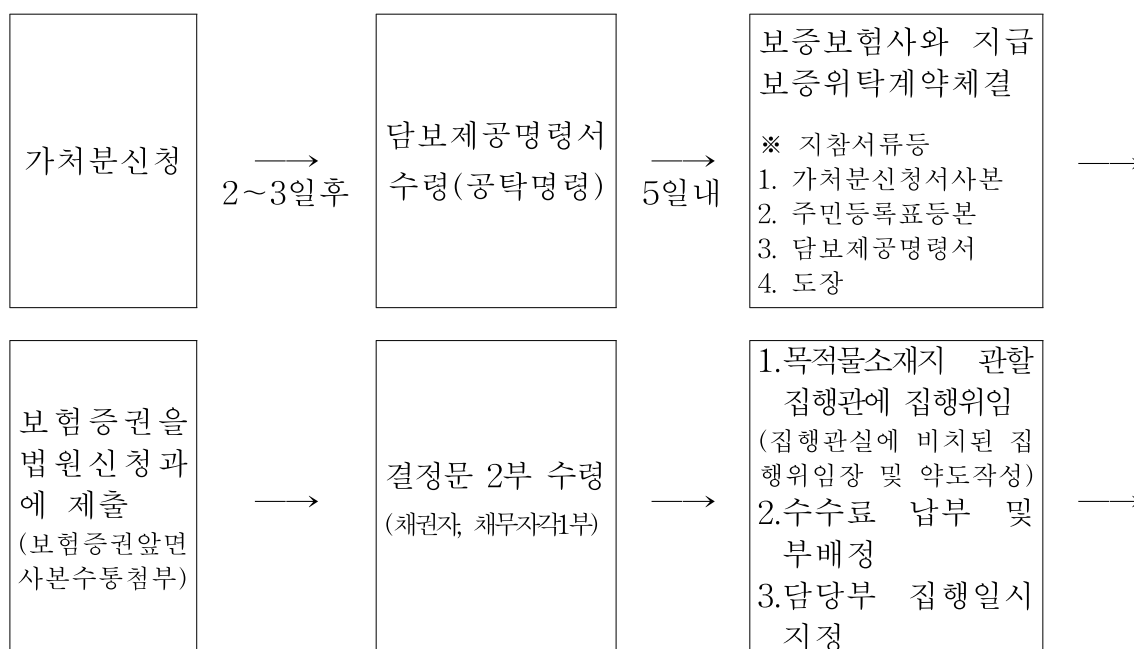 가처분신청
⟶
2~3일후
담보제공명령서
수령(공탁명령)
⟶
5일내
보증보험사와 지급
보증위탁계약체결
※ 지참서류등
1. 가처분신청서사본
2. 주민등록표등본
3. 담보제공명령서
4. 도장
⟶
보험증권을
법원신청과
에 제출
(보험증권앞면
사본수통첨부)
⟶
결정문 2부 수령
(채권자, 채무자각1부)
⟶
1.목적물소재지 관할
집행관에 집행위임
(집행관실에 비치된 집
행위임장 및 약도작성)
2.수수료 납부 및
부배정
3.담당부 집행일시
지정
⟶